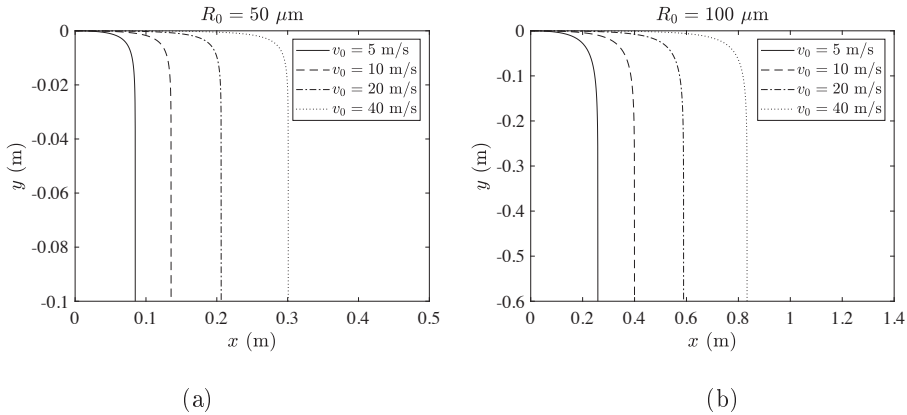 R₀ = 50 μm
0
-0.02
-0.04
-0.06
-0.08
-0.1
y (m)
v₀ = 5 m/s
v₀ = 10 m/s
v₀ = 20 m/s
v₀ = 40 m/s
0 0.1 0.2 0.3 0.4 0.5
x (m)
(a)
R₀ = 100 μm
0
-0.1
-0.2
-0.3
-0.4
-0.5
-0.6
y (m)
v₀ = 5 m/s
v₀ = 10 m/s
v₀ = 20 m/s
v₀ = 40 m/s
0 0.2 0.4 0.6 0.8 1 1.2 1.4
x (m)
(b)